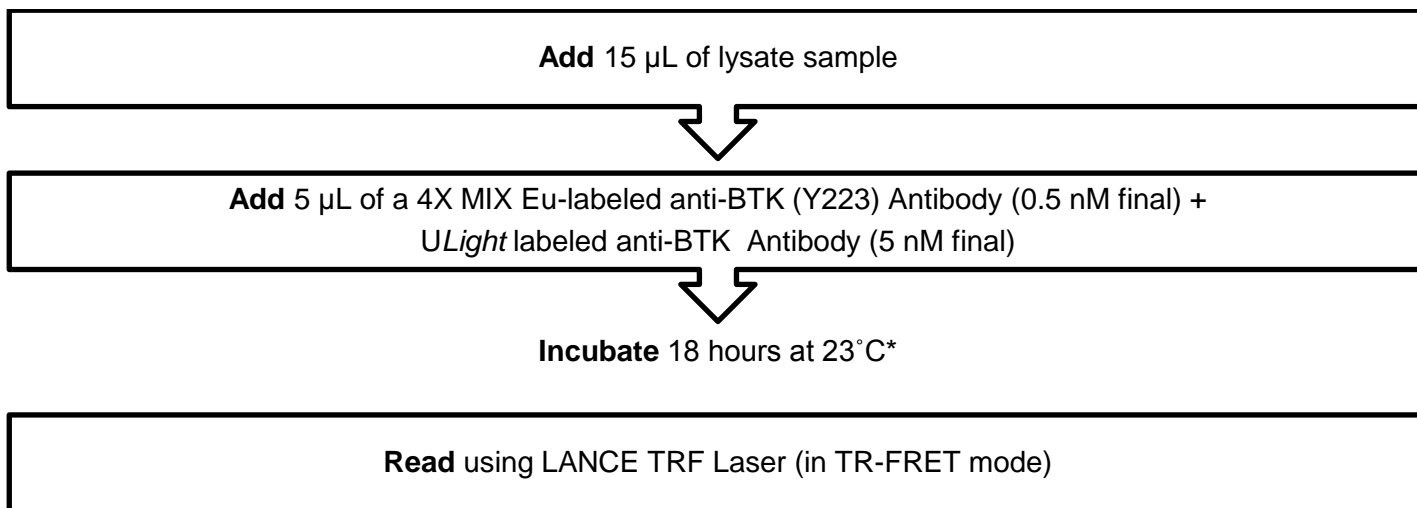 Add 15 µL of lysate sample
Add 5 µL of a 4X MIX Eu-labeled anti-BTK (Y223) Antibody (0.5 nM final) +
ULight labeled anti-BTK  Antibody (5 nM final)
Incubate 18 hours at 23˚C*
Read using LANCE TRF Laser (in TR-FRET mode)